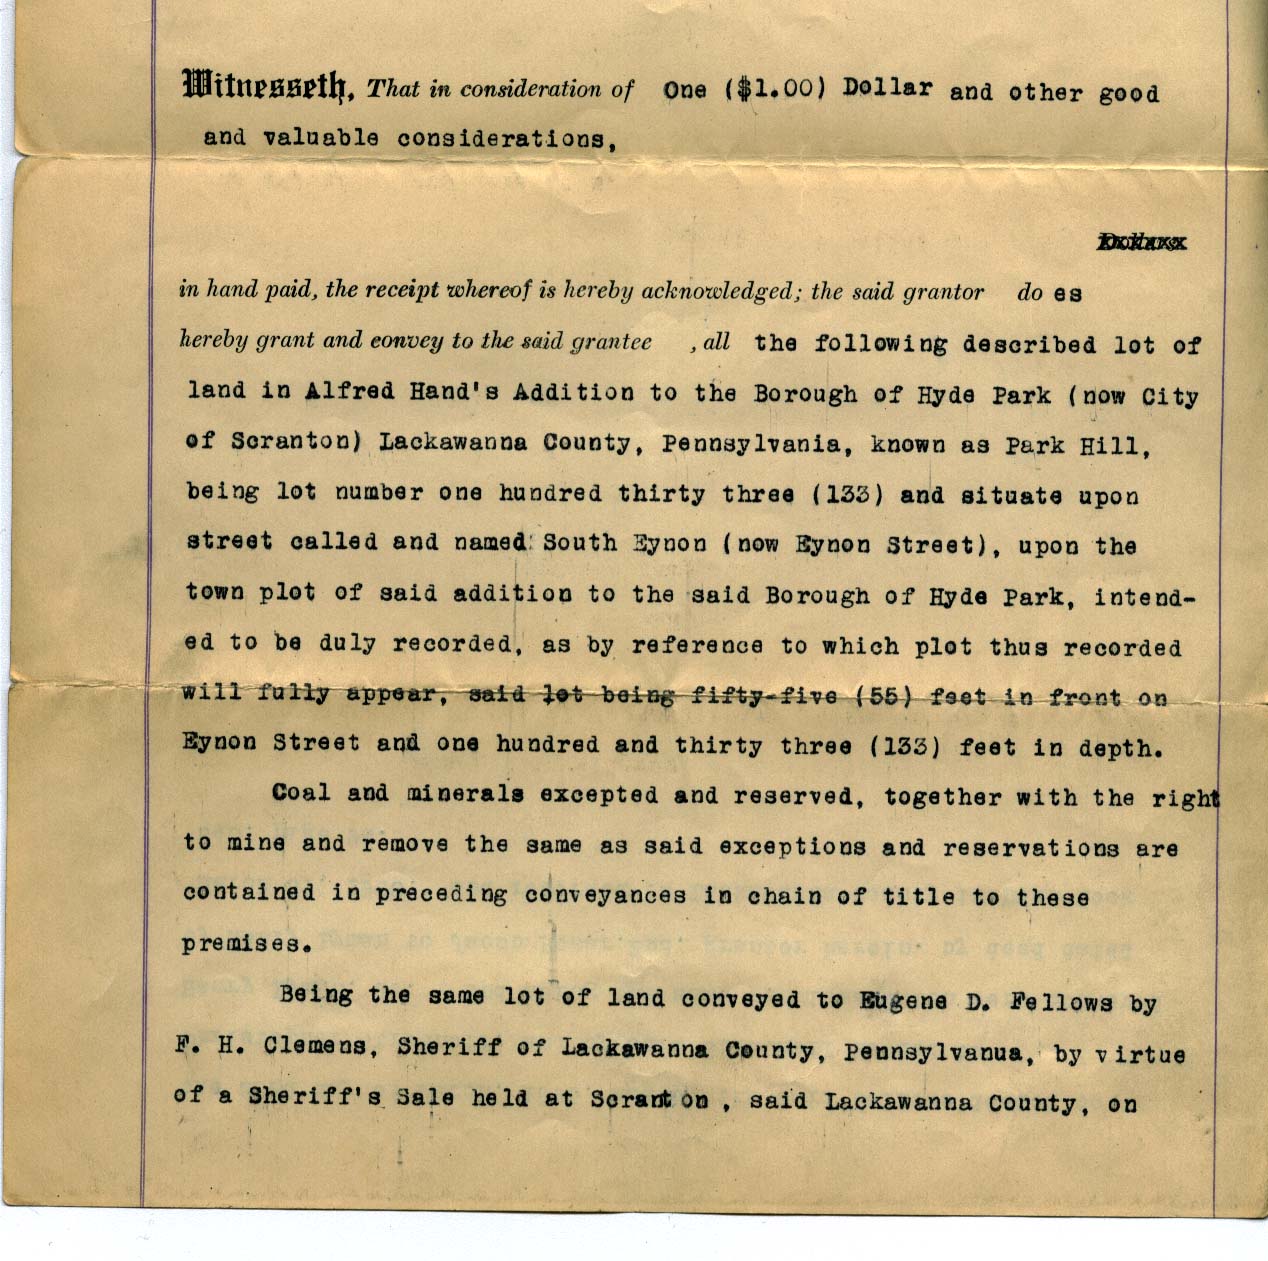 Witnesseth, That in consideration of One ($1.00) Dollar and other good
and valuable considerations,
Dollars
in hand paid, the receipt whereof is hereby acknowledged; the said grantor do es
hereby grant and convey to the said grantee , all the following described lot of
land in Alfred Hand's Addition to the Borough of Hyde Park (now City
of Scranton) Lackawanna County, Pennsylvania, known as Park Hill,
being lot number one hundred thirty three (133) and situate upon
street called and named South Eynon (now Eynon Street), upon the
town plot of said addition to the said Borough of Hyde Park, intend-
ed to be duly recorded, as by reference to which plot thus recorded
will fully appear, said lot being fifty-five (55) feet in front on
Eynon Street and one hundred and thirty three (133) feet in depth.
Coal and minerals excepted and reserved, together with the right
to mine and remove the same as said exceptions and reservations are
contained in preceding conveyances in chain of title to these
premises.
Being the same lot of land conveyed to Eugene D. Fellows by
F. H. Clemens, Sheriff of Lackawanna County, Pennsylvanua, by virtue
of a Sheriff's Sale held at Scranton, said Lackawanna County, on